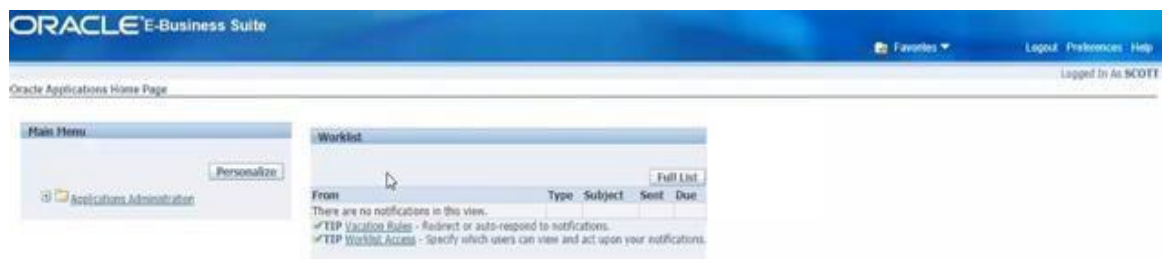 ORACLE E-Business Suite
Favorites
Logout Preferences Help
Logged In As SCOTT
Oracle Applications Home Page
Main Menu
Personalize
Applications Administration
Worklist
Full List
From Type Subject Sent Due
There are no notifications in this view.
TIP Vacation Rules - Redirect or auto-respond to notifications.
TIP Worklist Access - Specify which users can view and act upon your notifications.